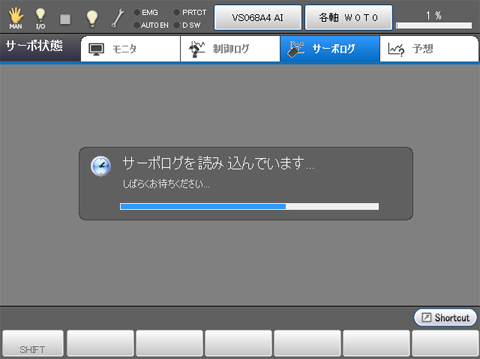 MAN
I/O
EMG
AUTO EN
PRTCT
D SW
VS068A4 AI
各軸 W0T0
1 %
サーボ状態
モニタ
制御ログ
サーボログ
予想
サーボログを読み込んでいます...
しばらくお待ちください...
Shortcut
SHIFT